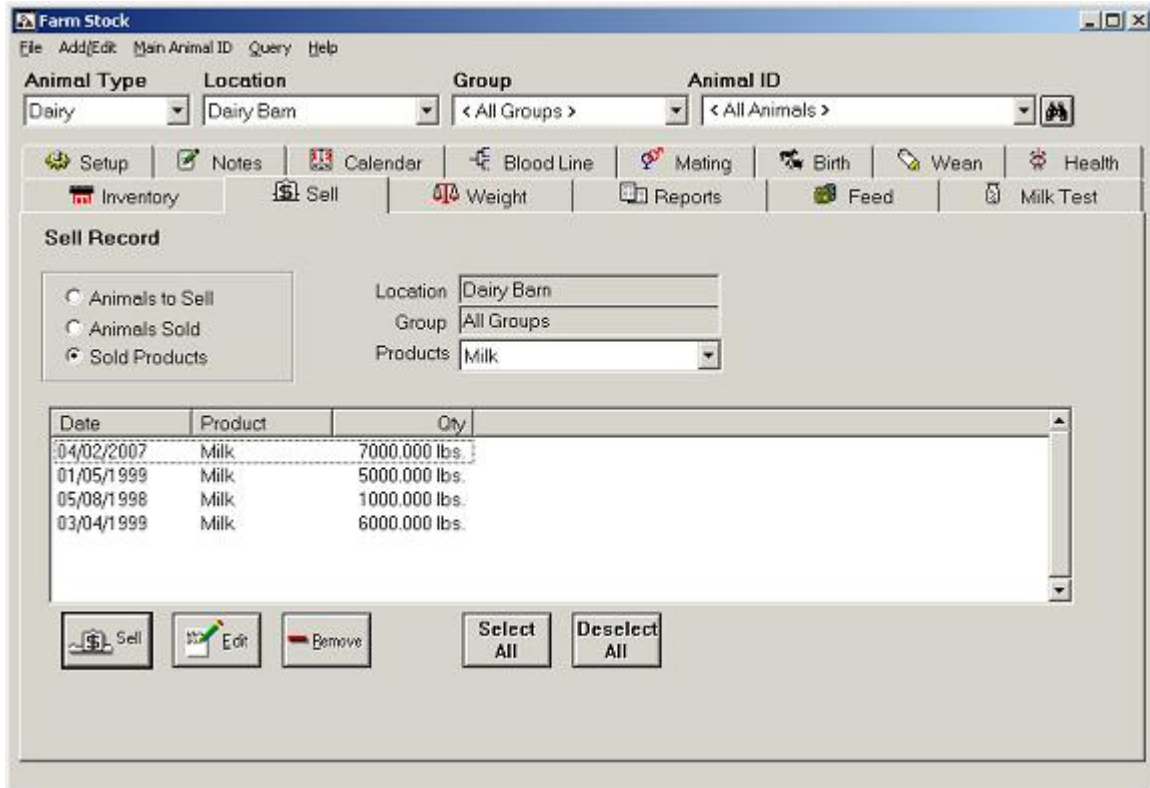 Farm Stock
File Add/Edit Main Animal ID Query Help
Animal Type Location Group Animal ID
Dairy Dairy Barn < All Groups > < All Animals >
Setup Notes Calendar Blood Line Mating Birth Wean Health
Inventory Sell Weight Reports Feed Milk Test
Sell Record
Animals to Sell
Animals Sold
Sold Products
Location Dairy Barn
Group All Groups
Products Milk
Date Product Qty
04/02/2007 Milk 7000.000 lbs.
01/05/1999 Milk 5000.000 lbs.
05/08/1998 Milk 1000.000 lbs.
03/04/1999 Milk 6000.000 lbs.
Sell Edit Remove Select All Deselect All